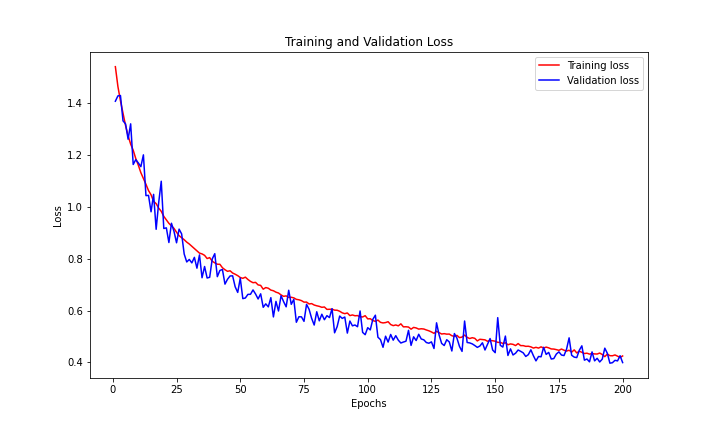 Training and Validation Loss
Training loss
Validation loss
1.4
1.2
1.0
0.8
0.6
0.4
Loss
0 25 50 75 100 125 150 175 200
Epochs